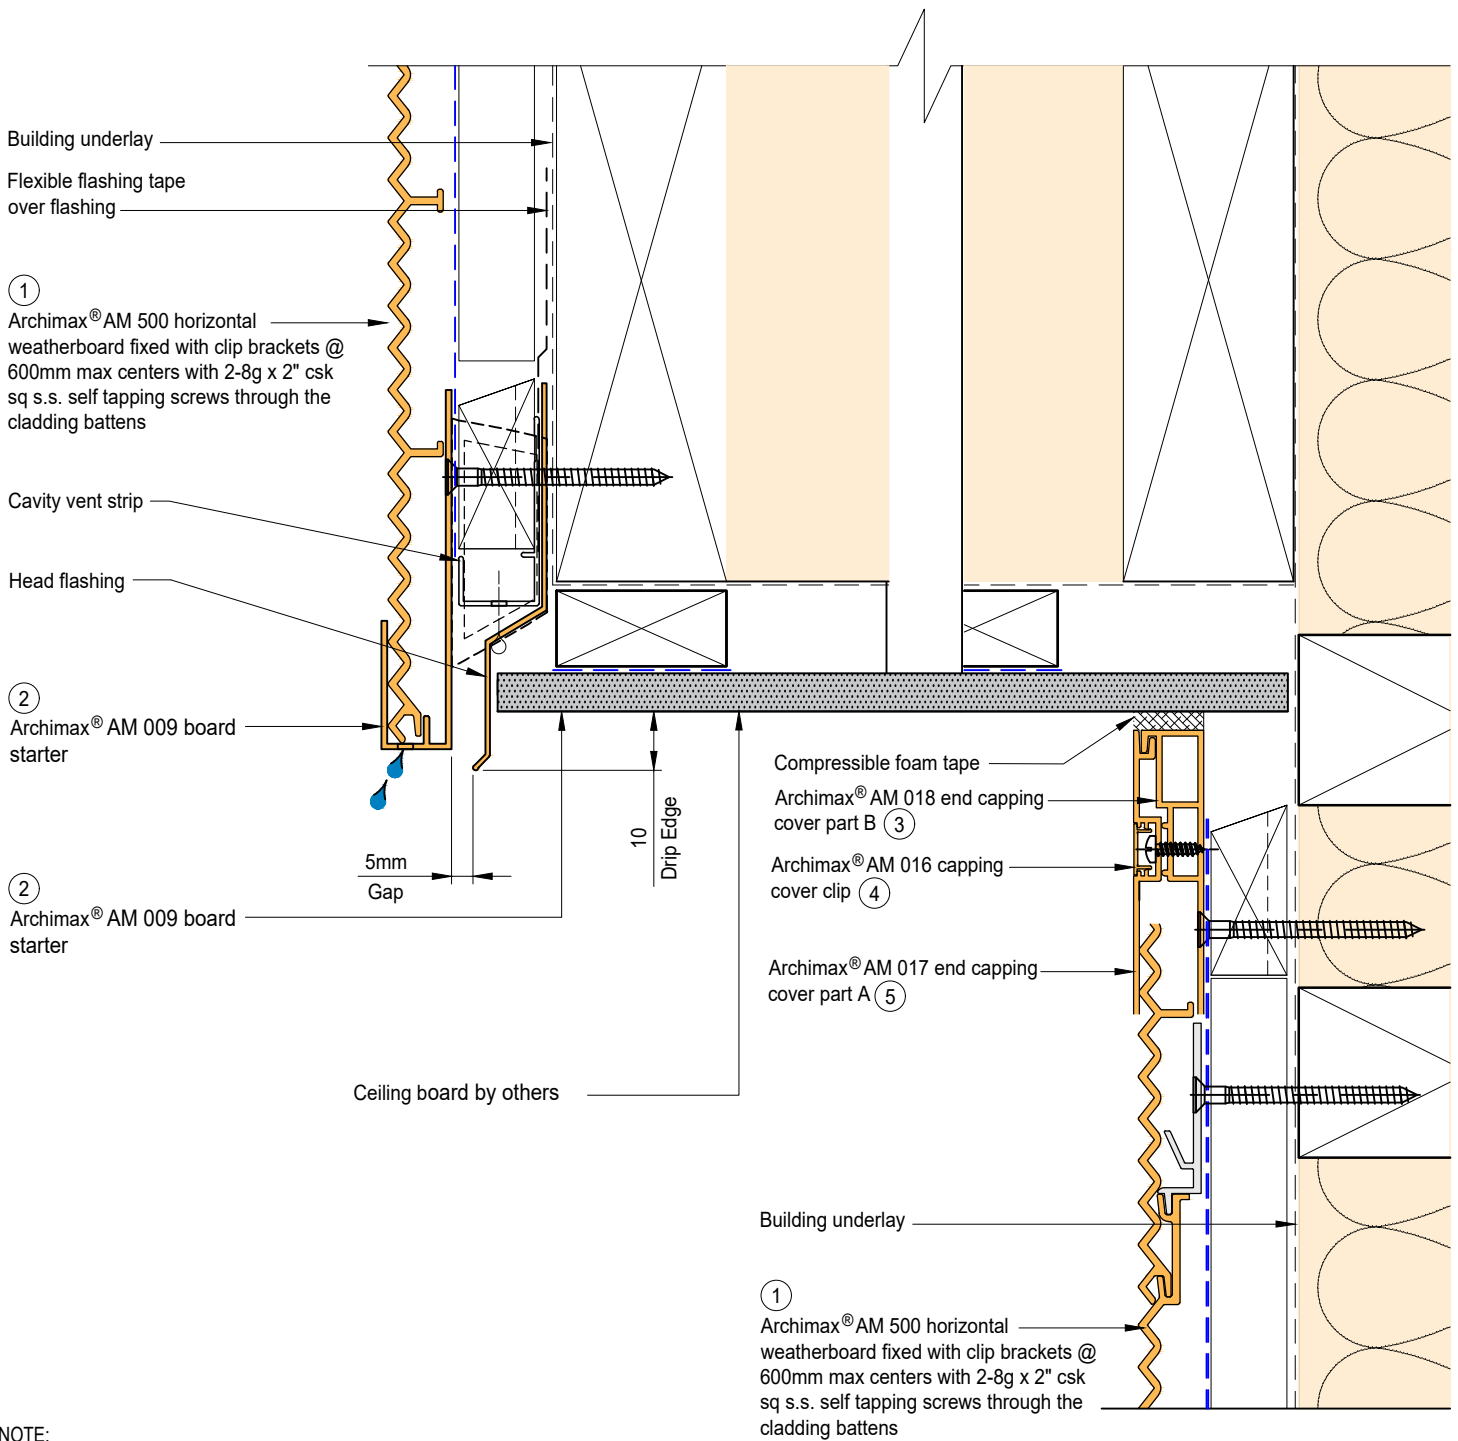 Building underlay
Flexible flashing tape
over flashing
1
Archimax® AM 500 horizontal
weatherboard fixed with clip brackets @
600mm max centers with 2-8g x 2" csk
sq s.s. self tapping screws through the
cladding battens
Cavity vent strip
Head flashing
2
Archimax® AM 009 board
starter
5mm
Gap
10
Drip Edge
2
Archimax® AM 009 board
starter
Ceiling board by others
Compressible foam tape
Archimax® AM 018 end capping
cover part B 3
Archimax® AM 016 capping
cover clip 4
Archimax® AM 017 end capping
cover part A 5
Building underlay
1
Archimax® AM 500 horizontal
weatherboard fixed with clip brackets @
600mm max centers with 2-8g x 2" csk
sq s.s. self tapping screws through the
cladding battens
NOTE: